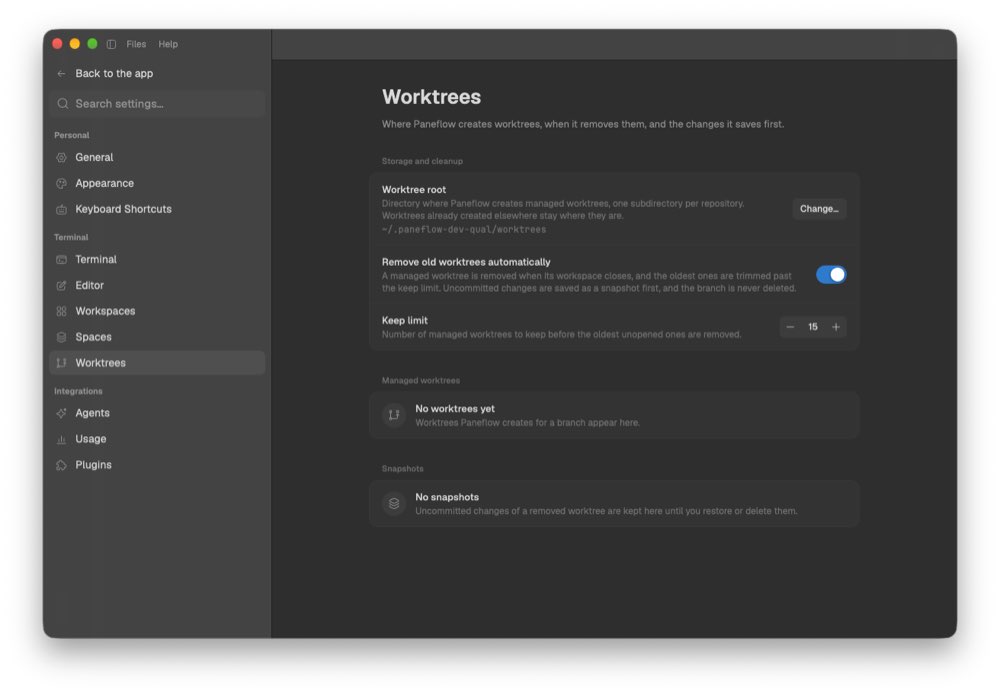 Files Help
Back to the app
Search settings...
Personal
General
Appearance
Keyboard Shortcuts
Terminal
Terminal
Editor
Workspaces
Spaces
Worktrees
Integrations
Agents
Usage
Plugins
Worktrees
Where Paneflow creates worktrees, when it removes them, and the changes it saves first.
Storage and cleanup
Worktree root
Directory where Paneflow creates managed worktrees, one subdirectory per repository.
Worktrees already created elsewhere stay where they are.
~/.paneflow-dev-qual/worktrees
Change...
Remove old worktrees automatically
A managed worktree is removed when its workspace closes, and the oldest ones are trimmed past
the keep limit. Uncommitted changes are saved as a snapshot first, and the branch is never deleted.
Keep limit
Number of managed worktrees to keep before the oldest unopened ones are removed.
− 15 +
Managed worktrees
No worktrees yet
Worktrees Paneflow creates for a branch appear here.
Snapshots
No snapshots
Uncommitted changes of a removed worktree are kept here until you restore or delete them.